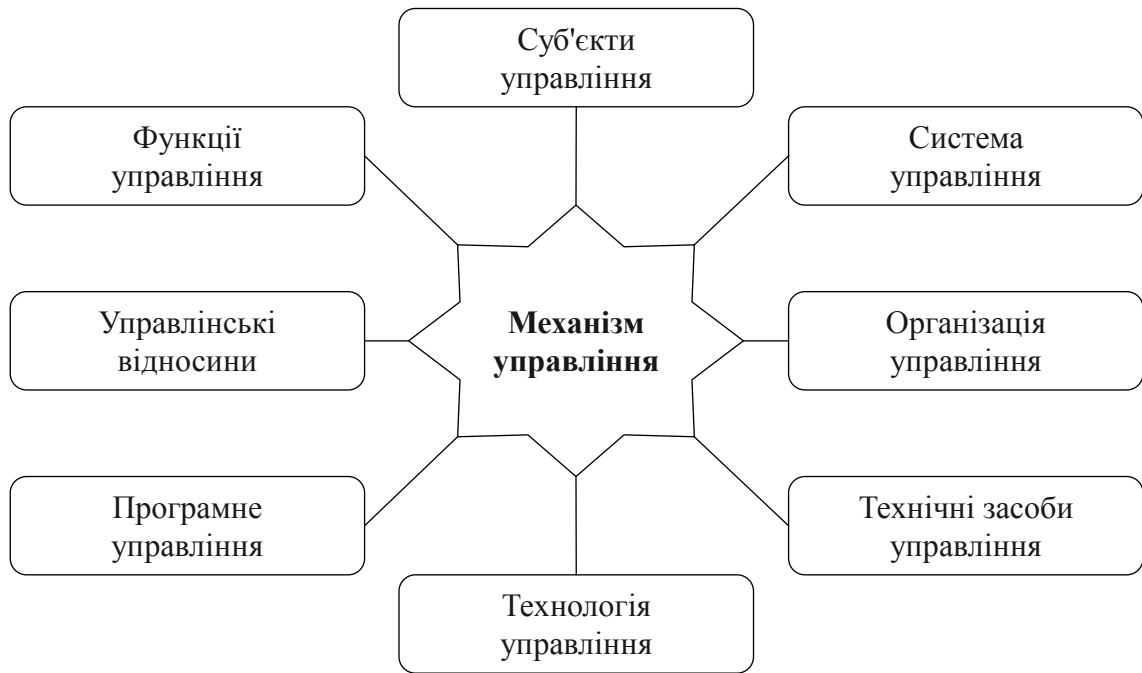 Суб'єкти
управління
Функції
управління
Система
управління
Управлінські
відносини
Механізм
управління
Організація
управління
Програмне
управління
Технічні засоби
управління
Технологія
управління